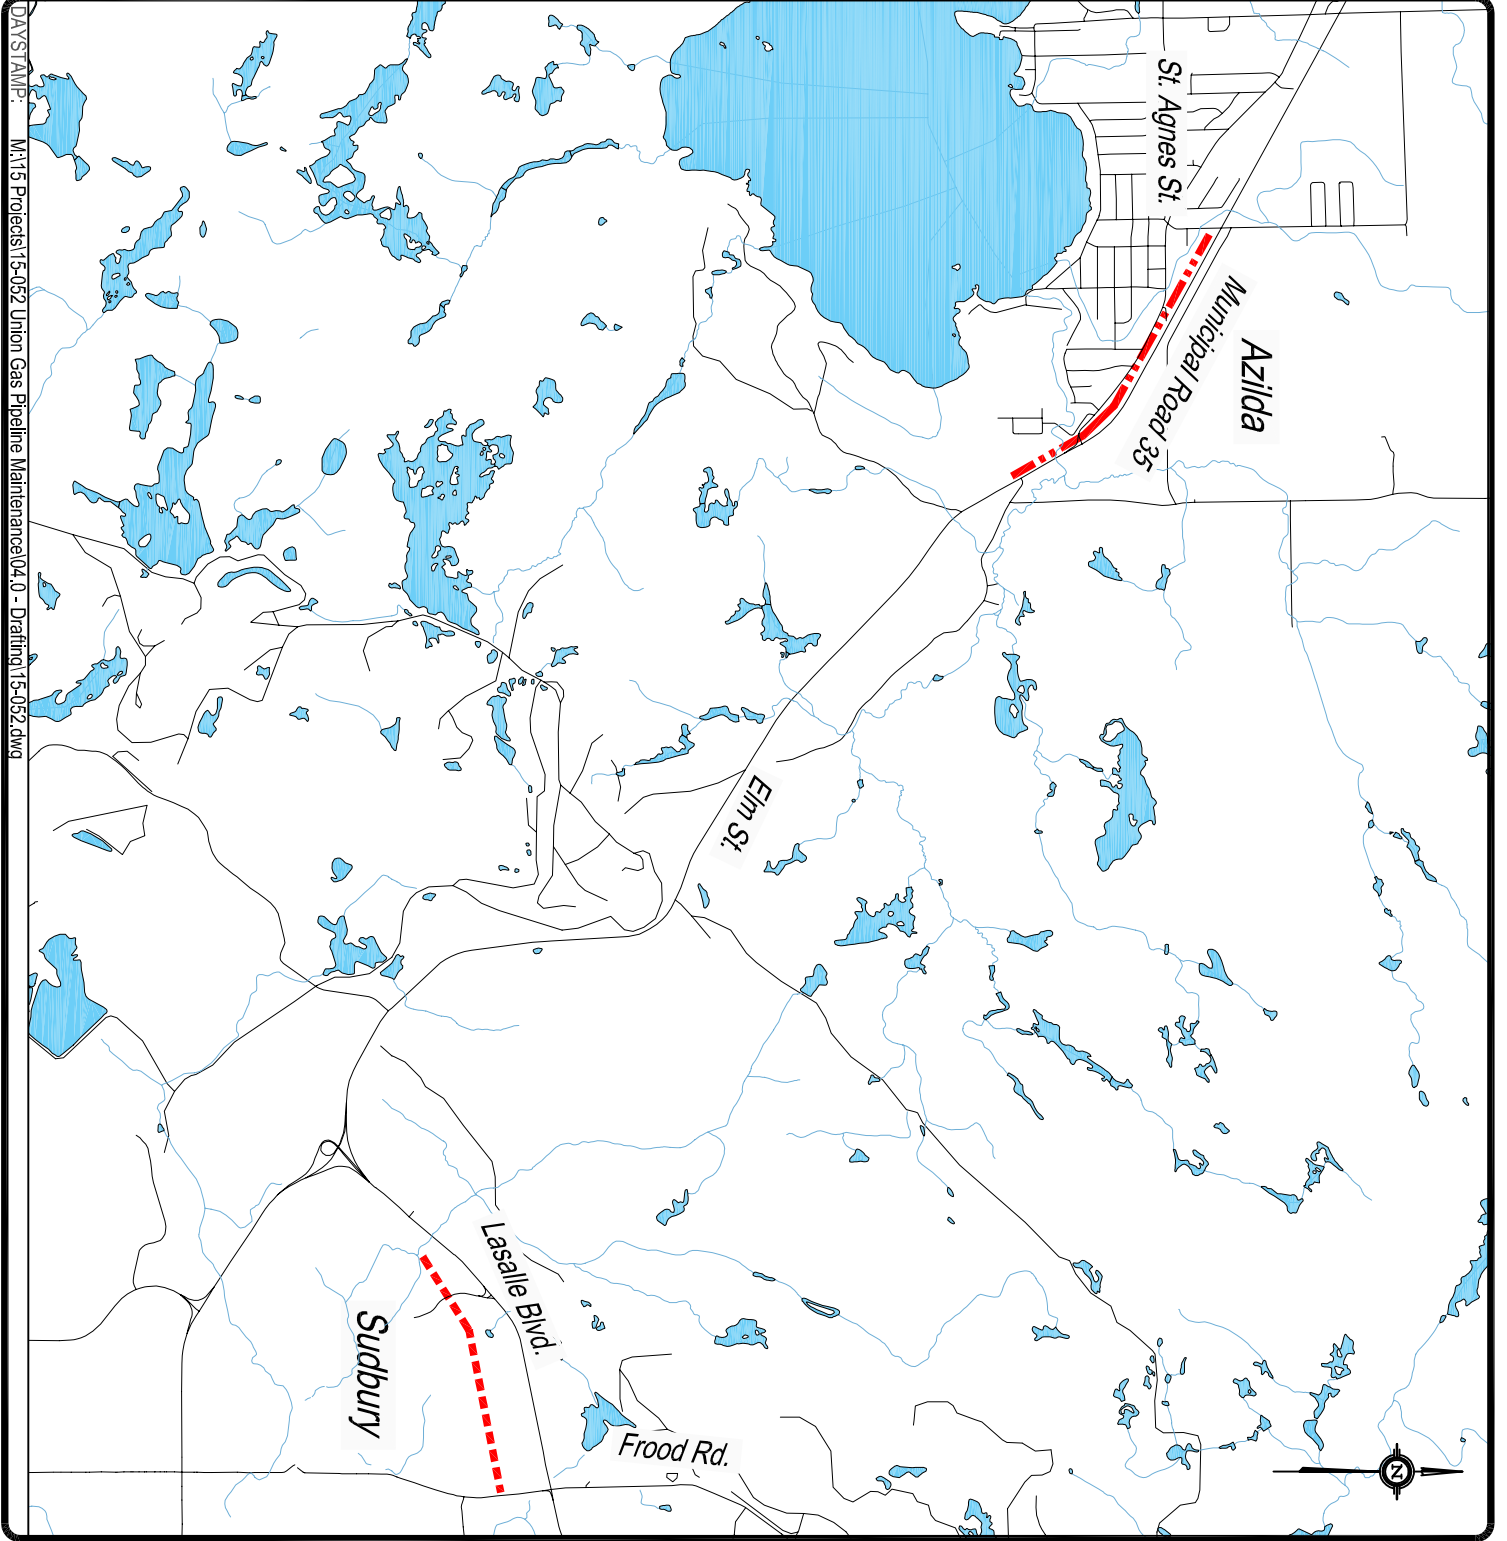 St. Agnes St.
Azilda
Municipal Road 35
Elm St.
Lasalle Blvd.
Sudbury
Frood Rd.
N
DAYSTAMP: M:\15 Projects\15-052 Union Gas Pipeline Maintenance\04.0 - Drafting\15-052.dwg